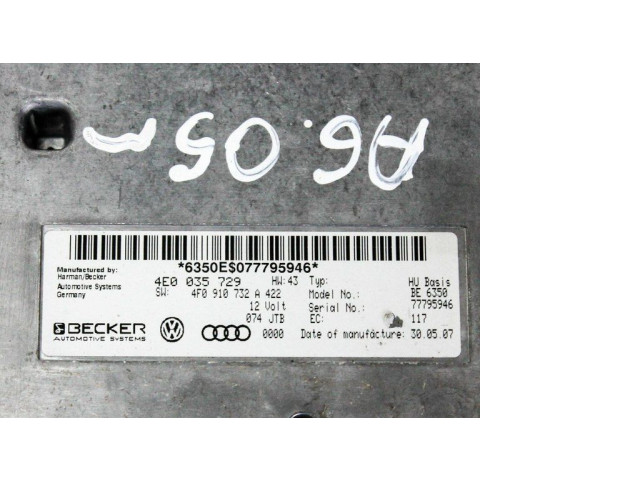 A6.05m
*6350E$077795946*
Manufactured by:
Harman/Becker
Automotive Systems
Germany
4E0 035 729 HW:43 Typ: HU Basis
SW: 4F0 910 732 A 422 Model No.: BE 6350
12 Volt Serial No.: 77795946
074 JTB EC: 117
0000 Date of manufacture: 30.05.07
BECKER
AUTOMOTIVE SYSTEMS